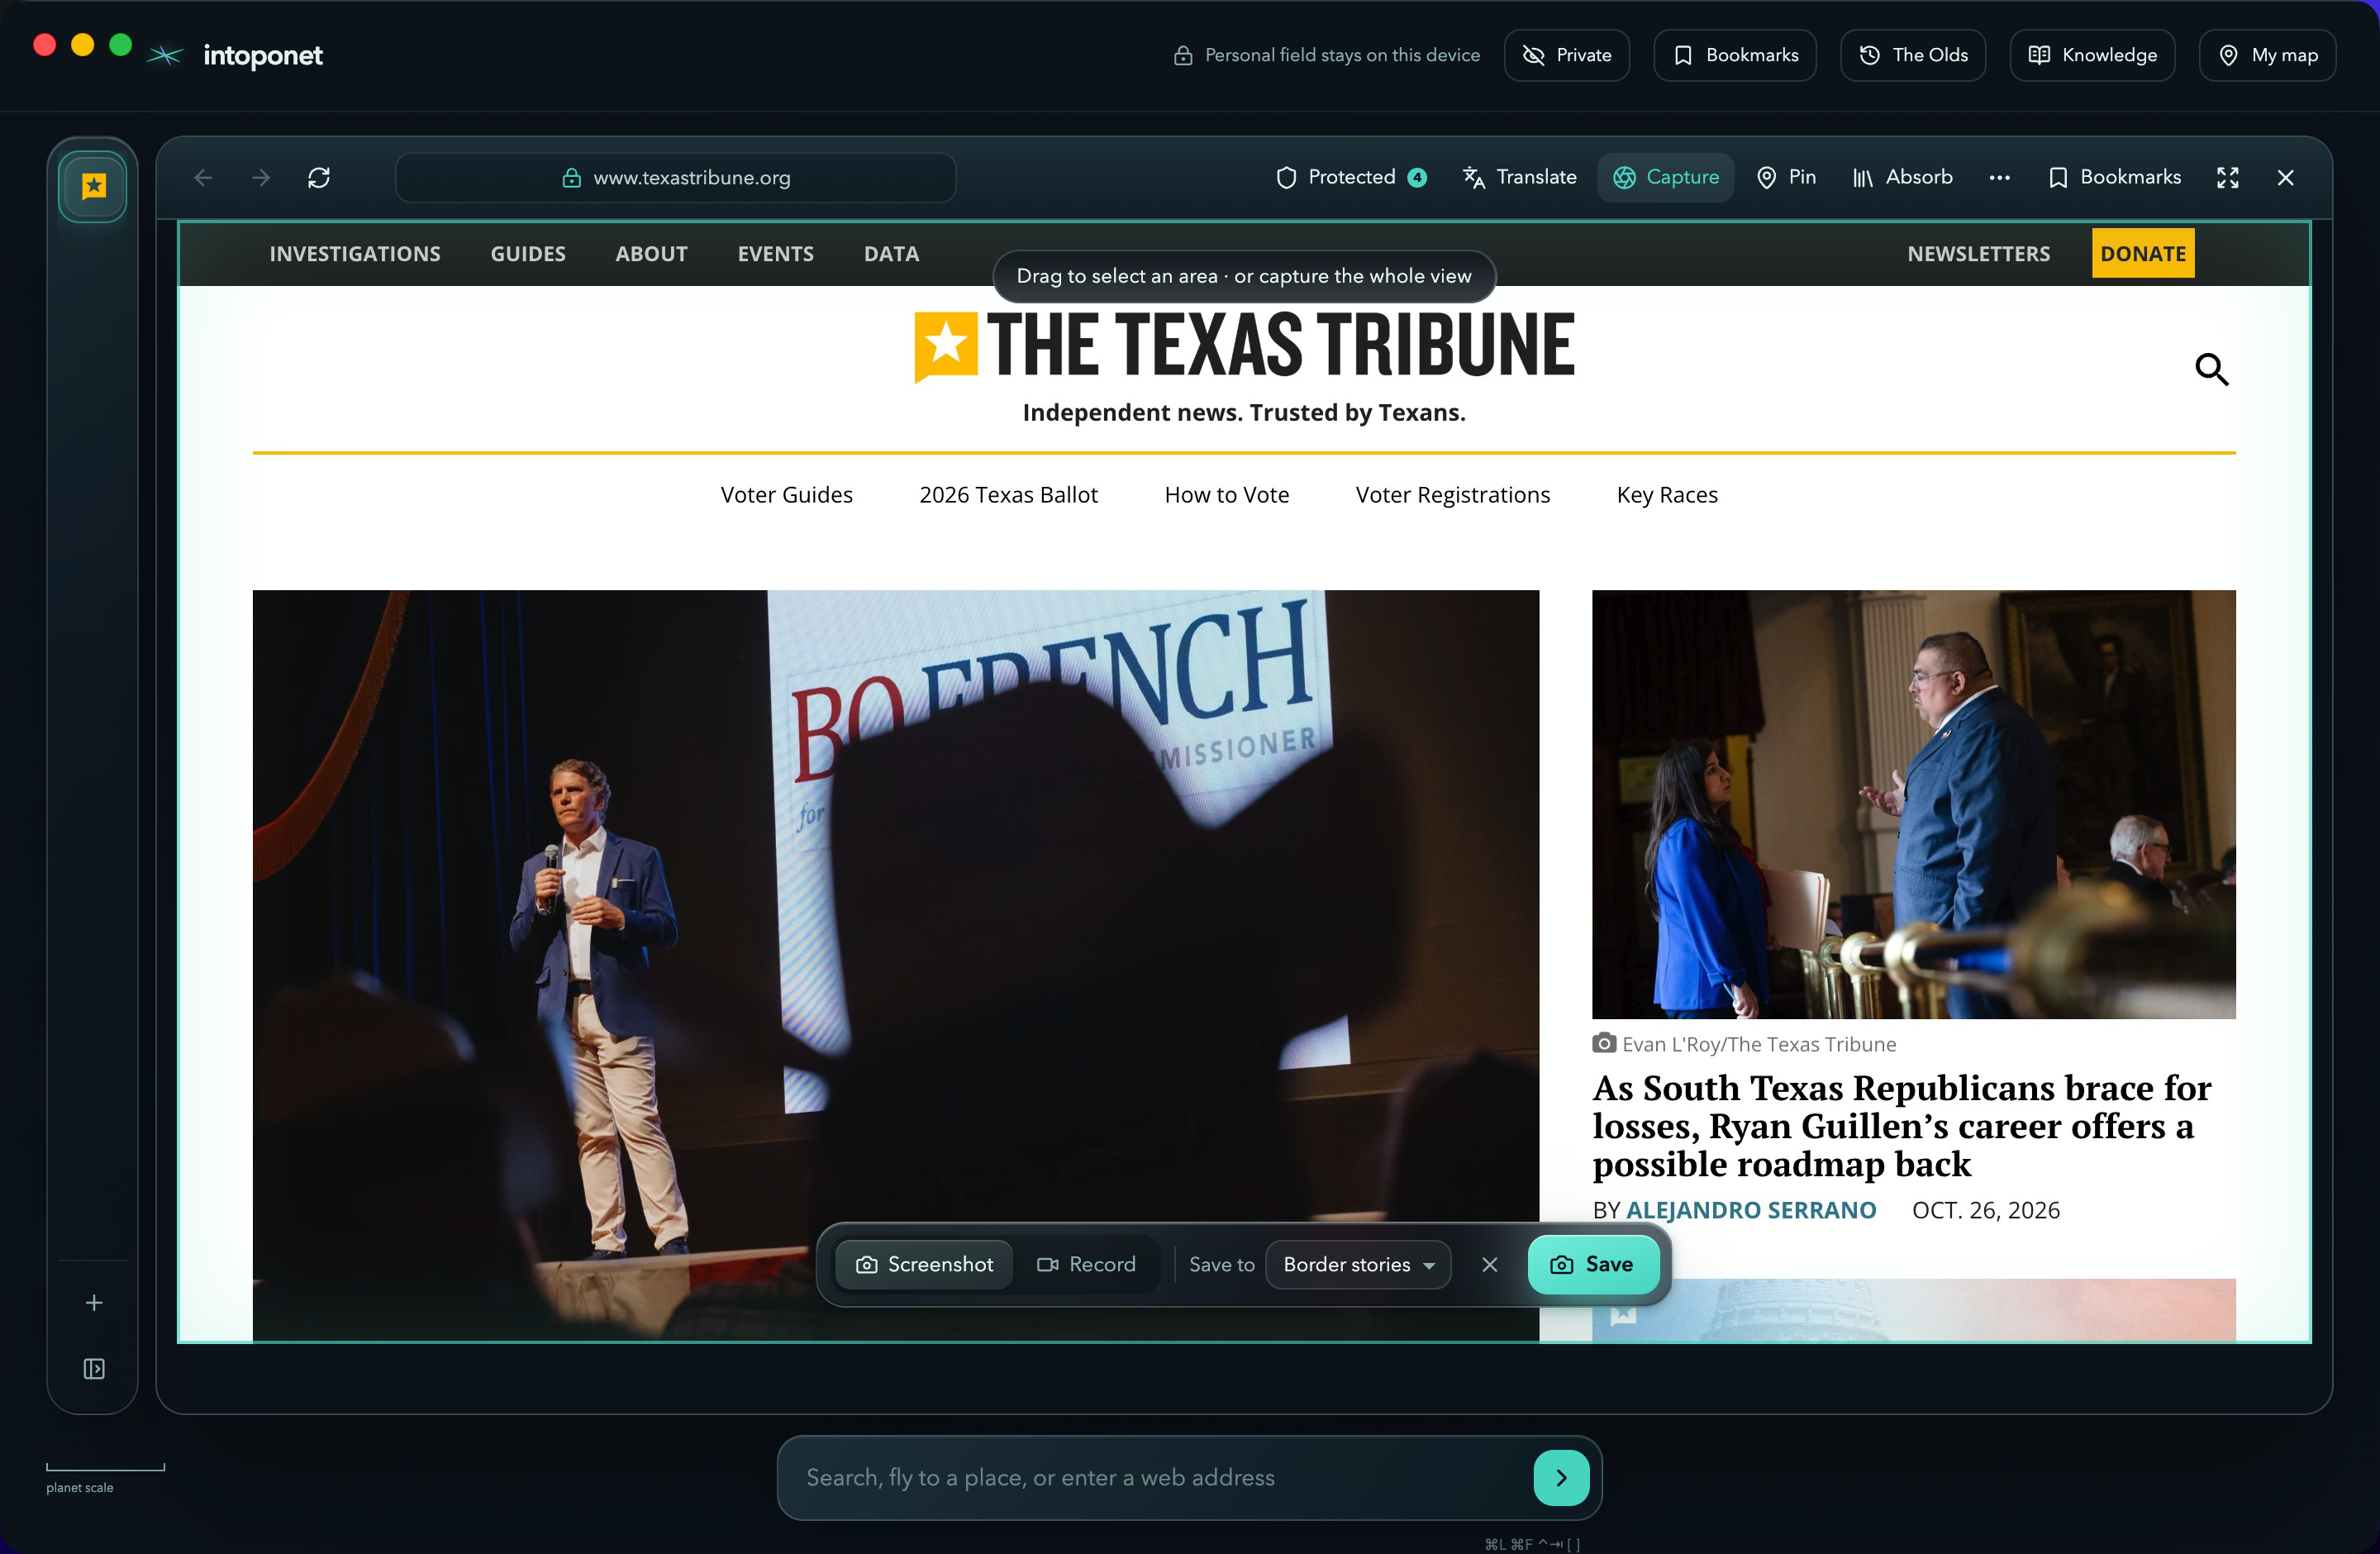 intoponet
Personal field stays on this device
Private
Bookmarks
The Olds
Knowledge
My map
www.texastribune.org
Protected 4
Translate
Capture
Pin
Absorb
Bookmarks
INVESTIGATIONS GUIDES ABOUT EVENTS DATA
NEWSLETTERS DONATE
Drag to select an area · or capture the whole view
THE TEXAS TRIBUNE
Independent news. Trusted by Texans.
Voter Guides 2026 Texas Ballot How to Vote Voter Registrations Key Races
BO FRENCH
for MISSIONER
Evan L'Roy/The Texas Tribune
As South Texas Republicans brace for
losses, Ryan Guillen’s career offers a
possible roadmap back
BY ALEJANDRO SERRANO OCT. 26, 2026
Screenshot Record Save to Border stories Save
Search, fly to a place, or enter a web address
planet scale
⌘L ⌘F ^⇥ [ ]